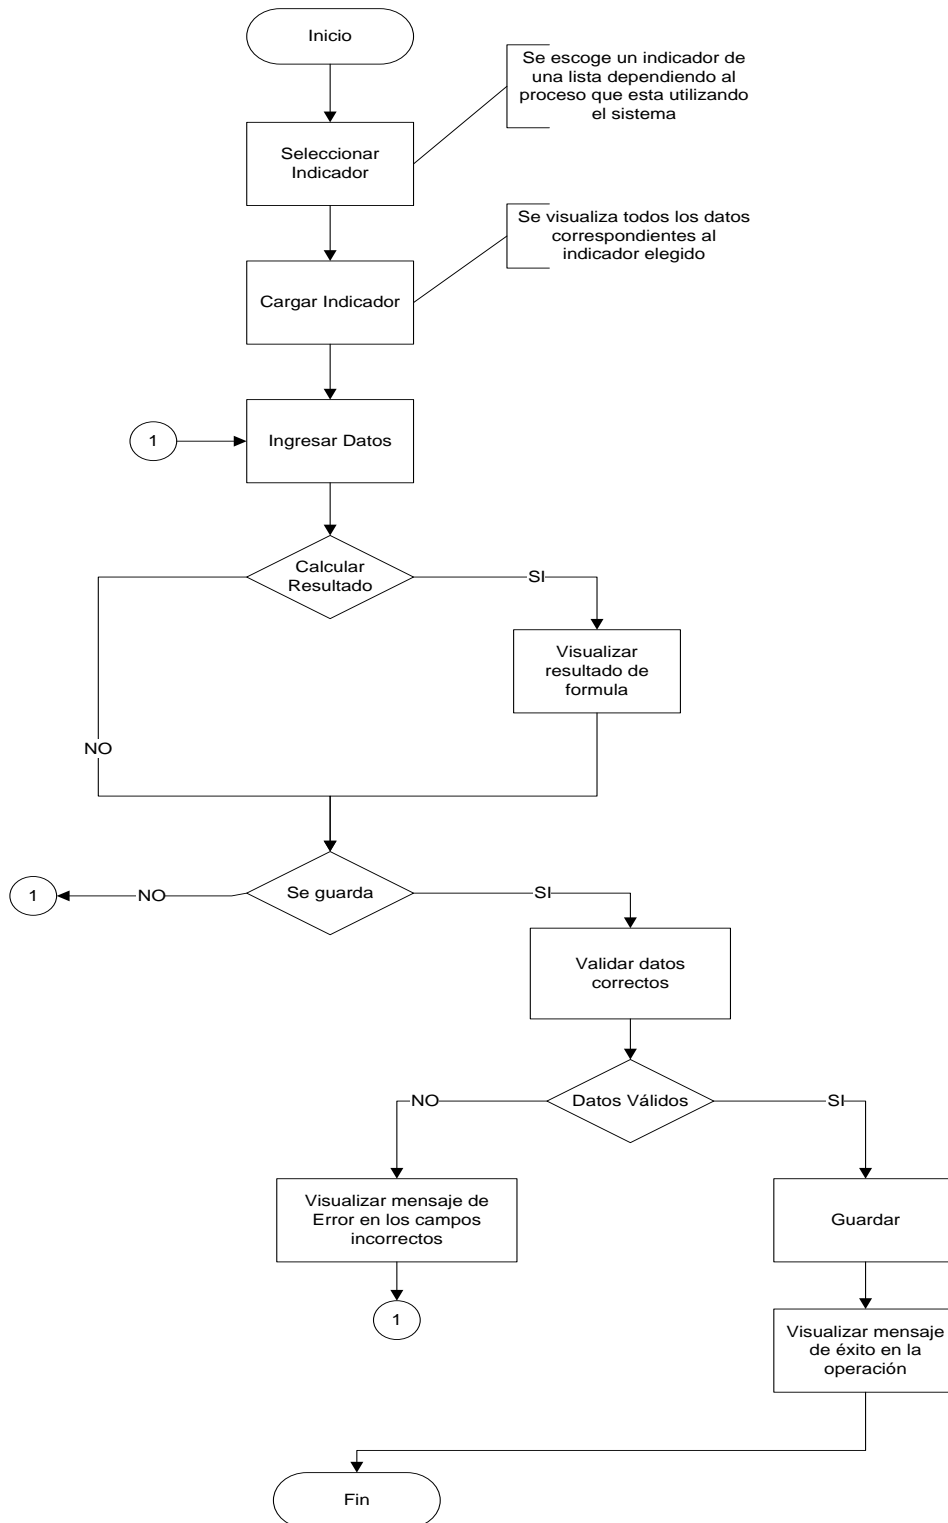 Inicio
Se escoge un indicador de
una lista dependiendo al
proceso que esta utilizando
el sistema
Seleccionar
Indicador
Se visualiza todos los datos
correspondientes al
indicador elegido
Cargar Indicador
1
Ingresar Datos
Calcular
Resultado
SI
Visualizar
resultado de
formula
NO
1
NO
Se guarda
SI
Validar datos
correctos
NO
Datos Válidos
SI
Visualizar mensaje de
Error en los campos
incorrectos
Guardar
1
Visualizar mensaje
de éxito en la
operación
Fin